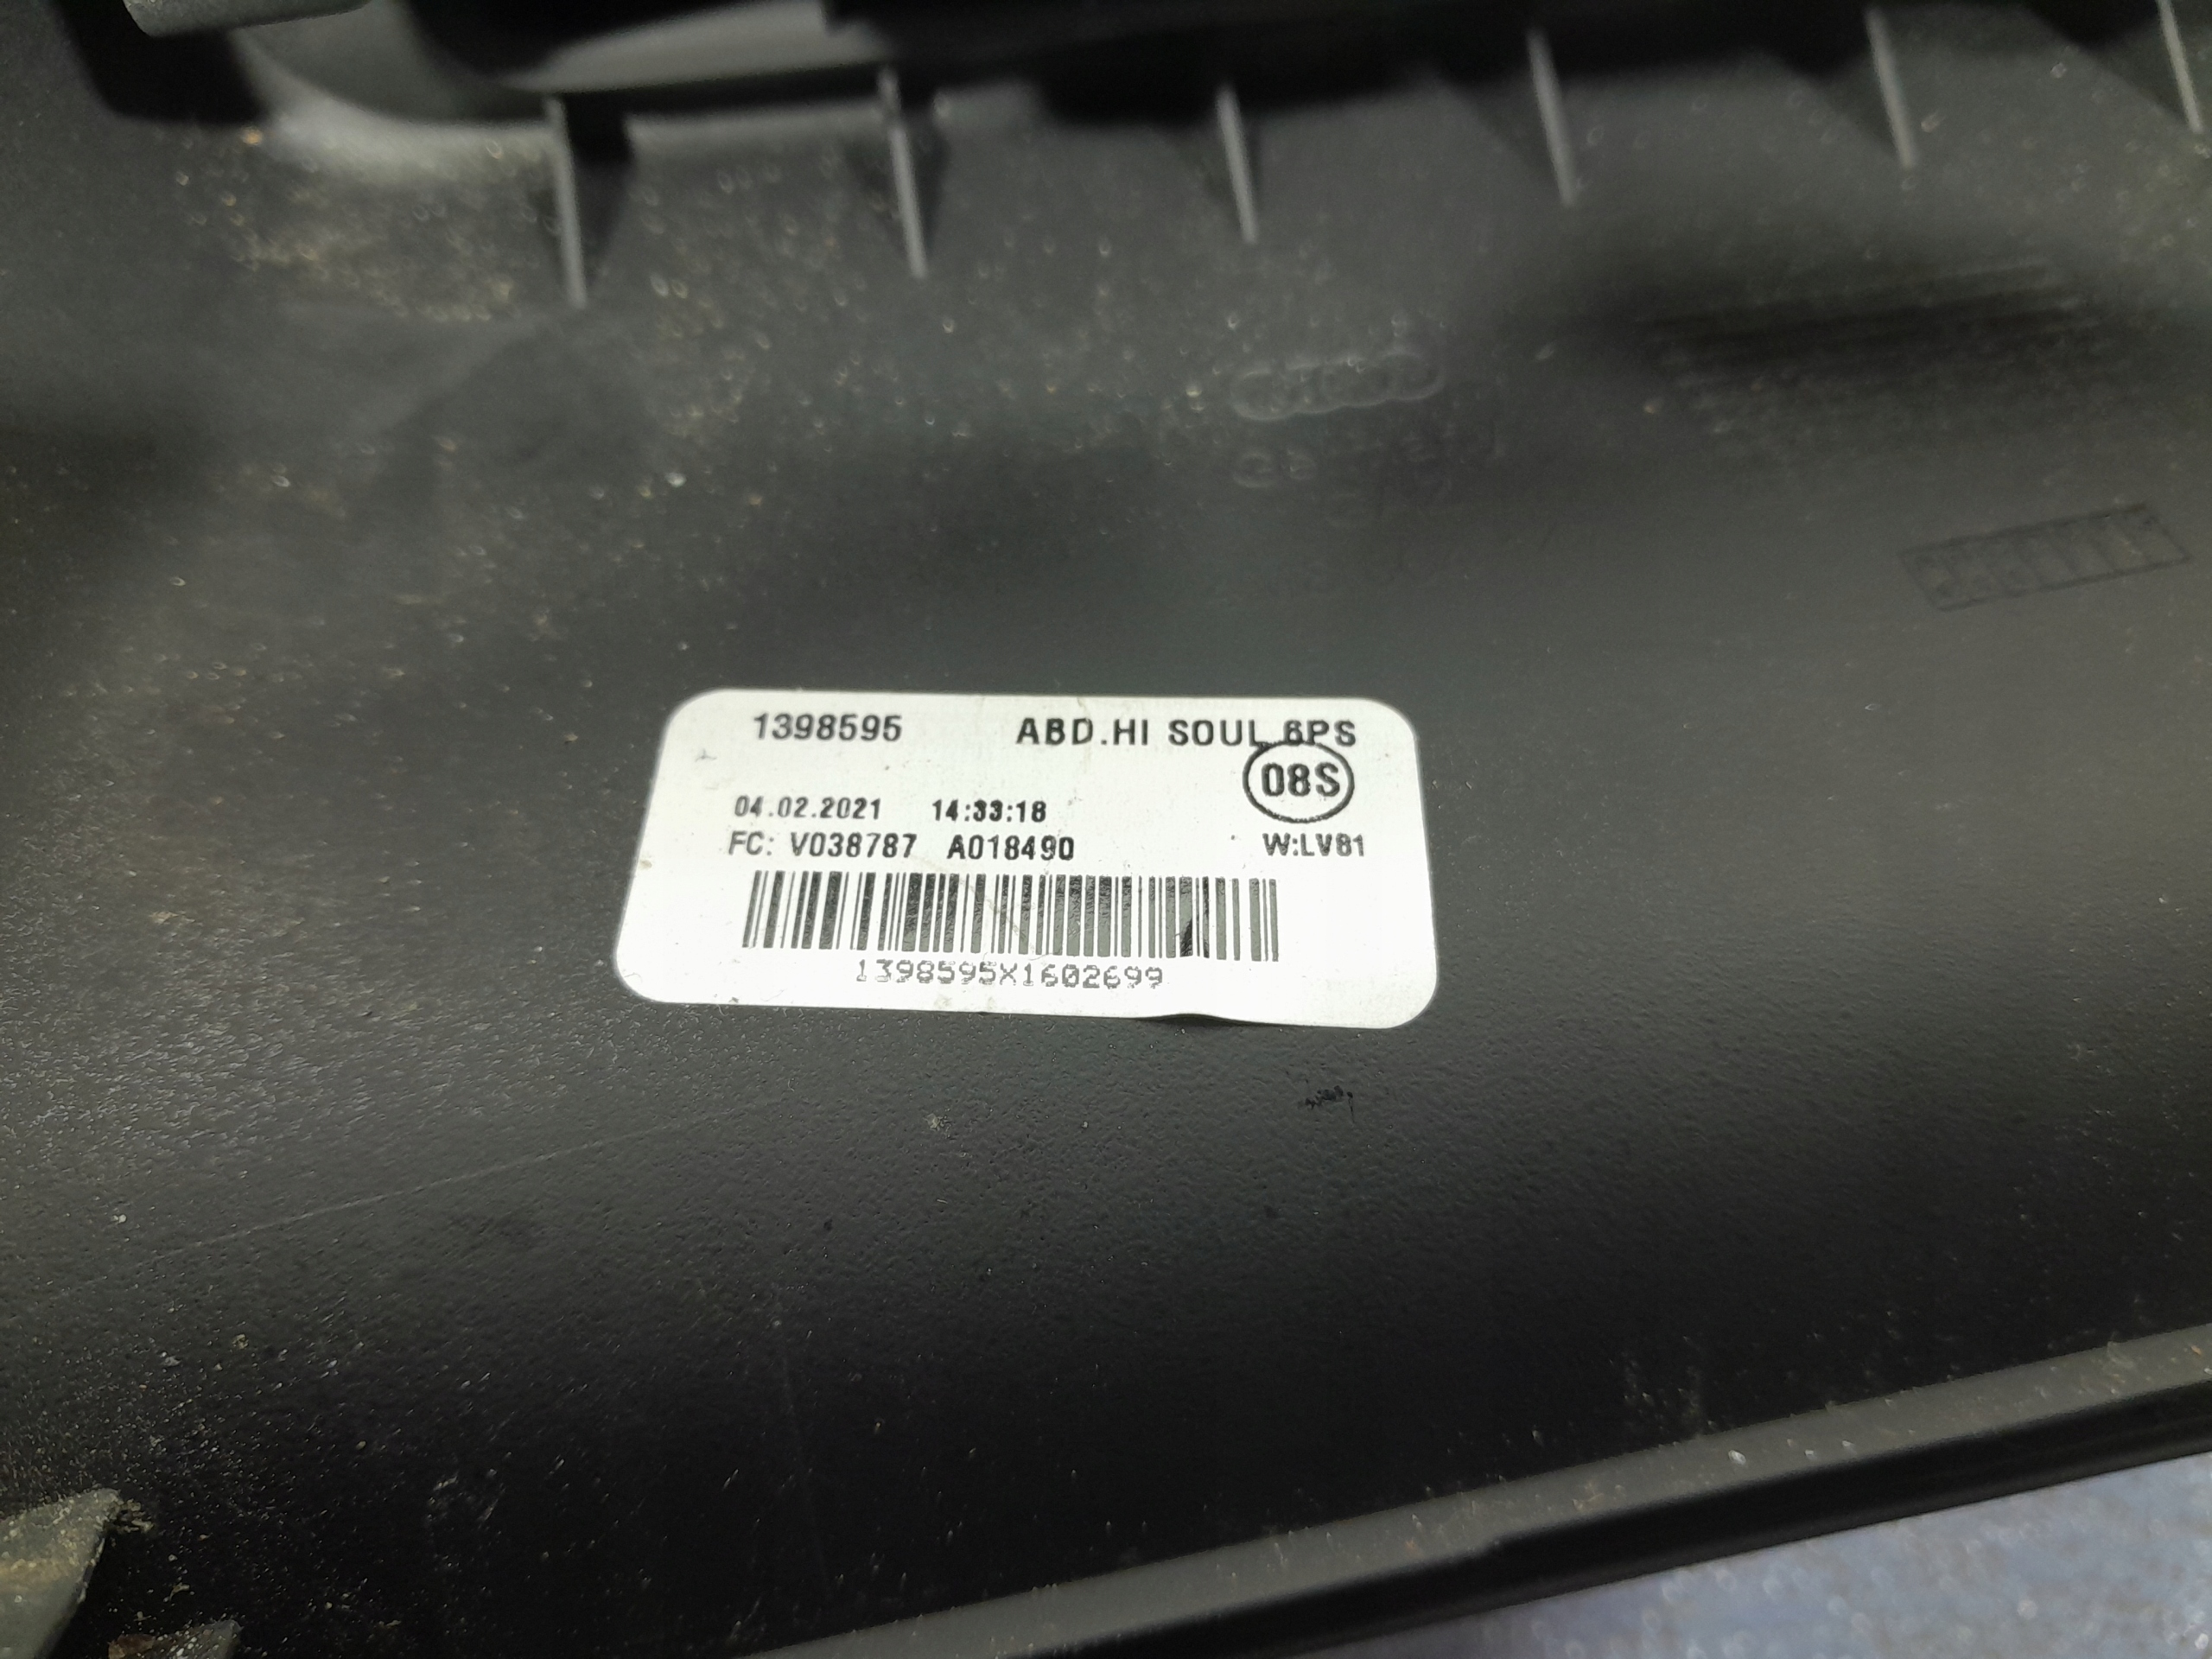 1398595 ABD.HI SOUL 6PS
08S
04.02.2021 14:33:18
FC: V038787 A018490 W:LV81
1398595X1602699